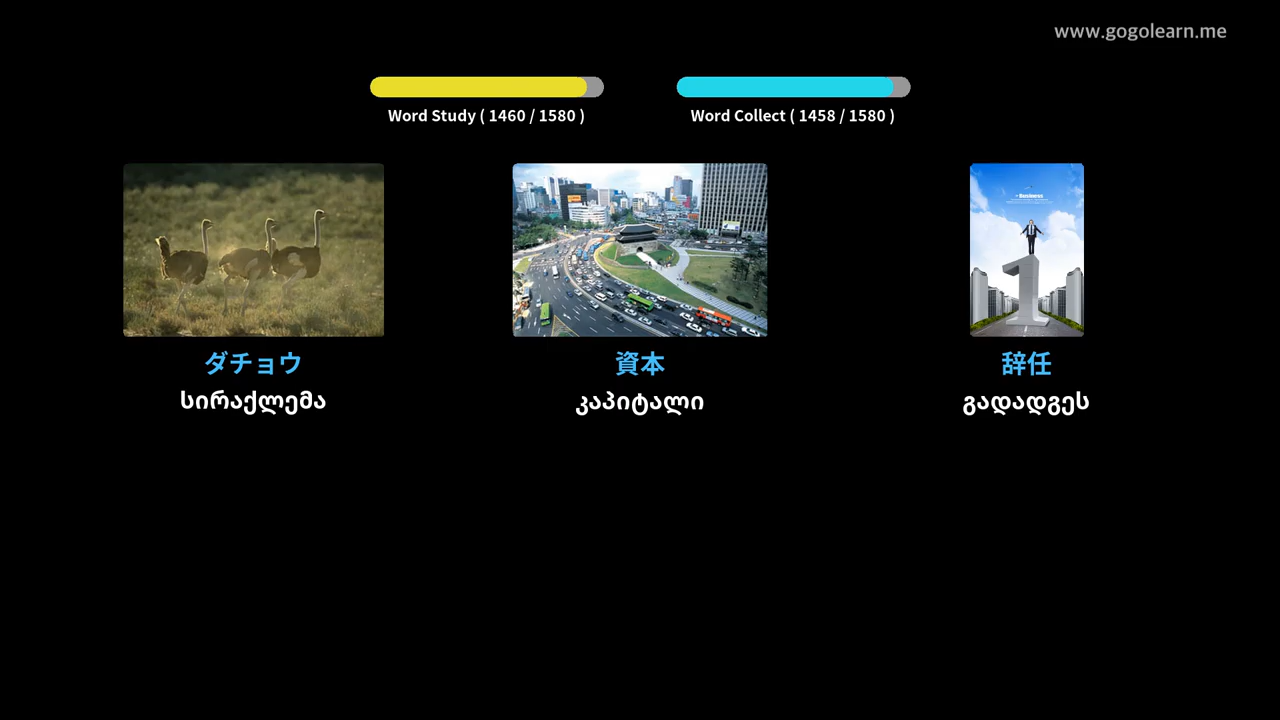 www.gogolearn.me
Word Study ( 1460 / 1580 )
Word Collect ( 1458 / 1580 )
ダチョウ
資本
辞任
სირაქლემა
კაპიტალი
გადადგეს
Business